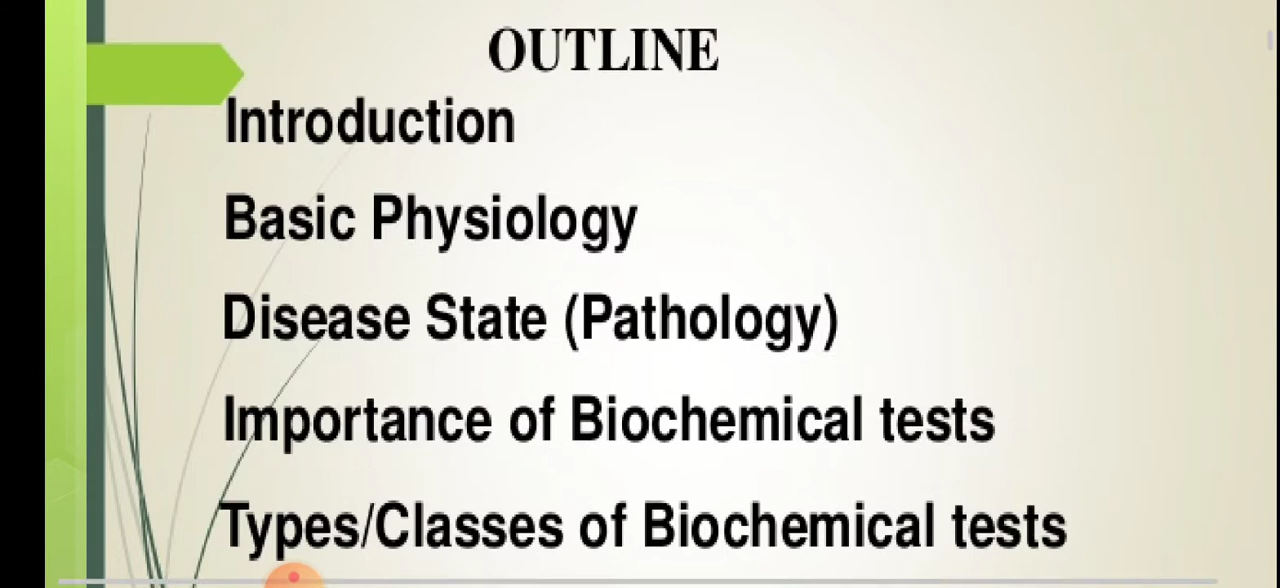 OUTLINE
Introduction
Basic Physiology
Disease State (Pathology)
Importance of Biochemical tests
Types/Classes of Biochemical tests